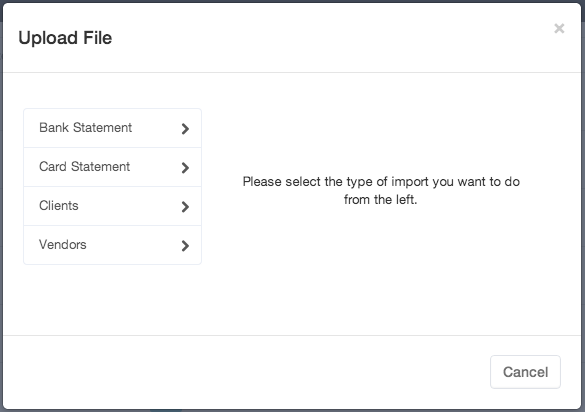 Upload File
×
Bank Statement
Card Statement
Clients
Vendors
Please select the type of import you want to do
from the left.
Cancel